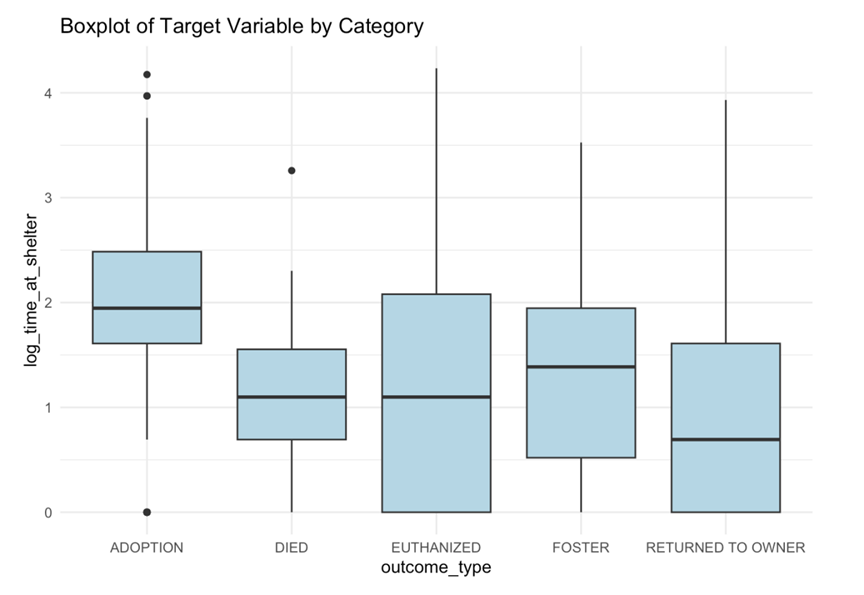 Boxplot of Target Variable by Category
log_time_at_shelter
4
3
2
1
0
ADOPTION DIED EUTHANIZED FOSTER RETURNED TO OWNER
outcome_type